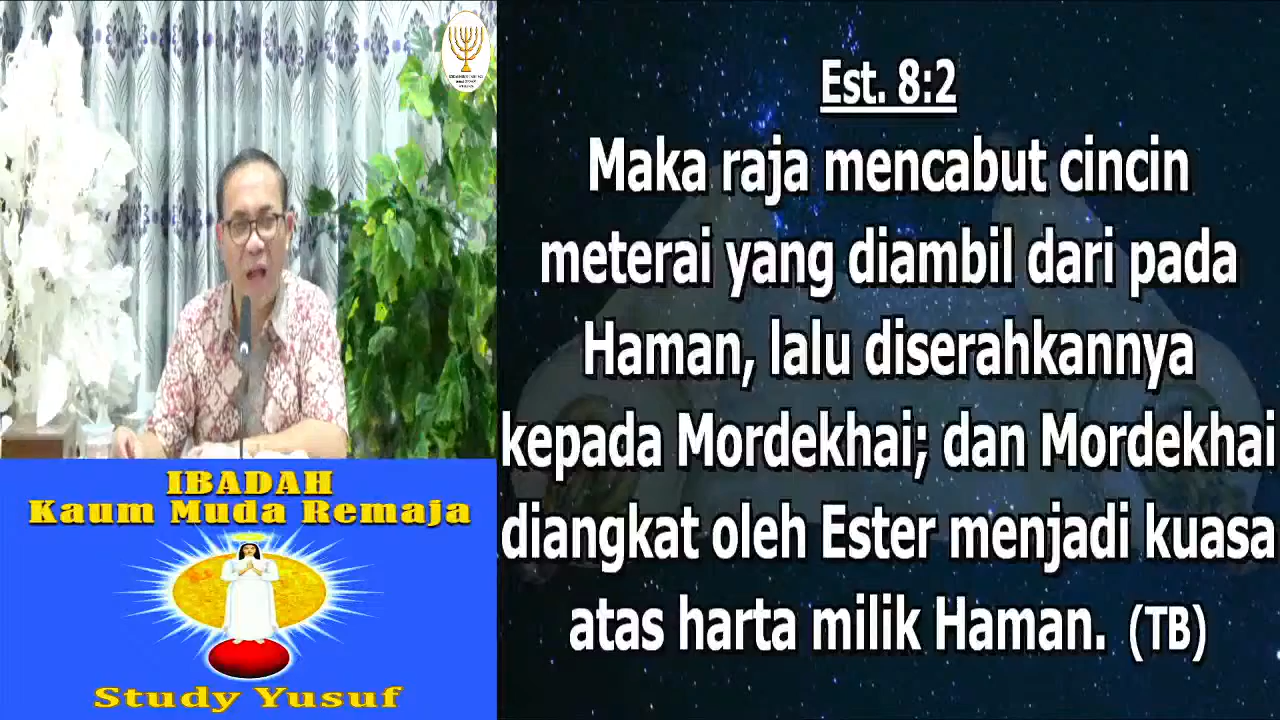 IBADAH
Kaum Muda Remaja
Study Yusuf
Est. 8:2
Maka raja mencabut cincin
meterai yang diambil dari pada
Haman, lalu diserahkannya
kepada Mordekhai; dan Mordekhai
diangkat oleh Ester menjadi kuasa
atas harta milik Haman. (TB)